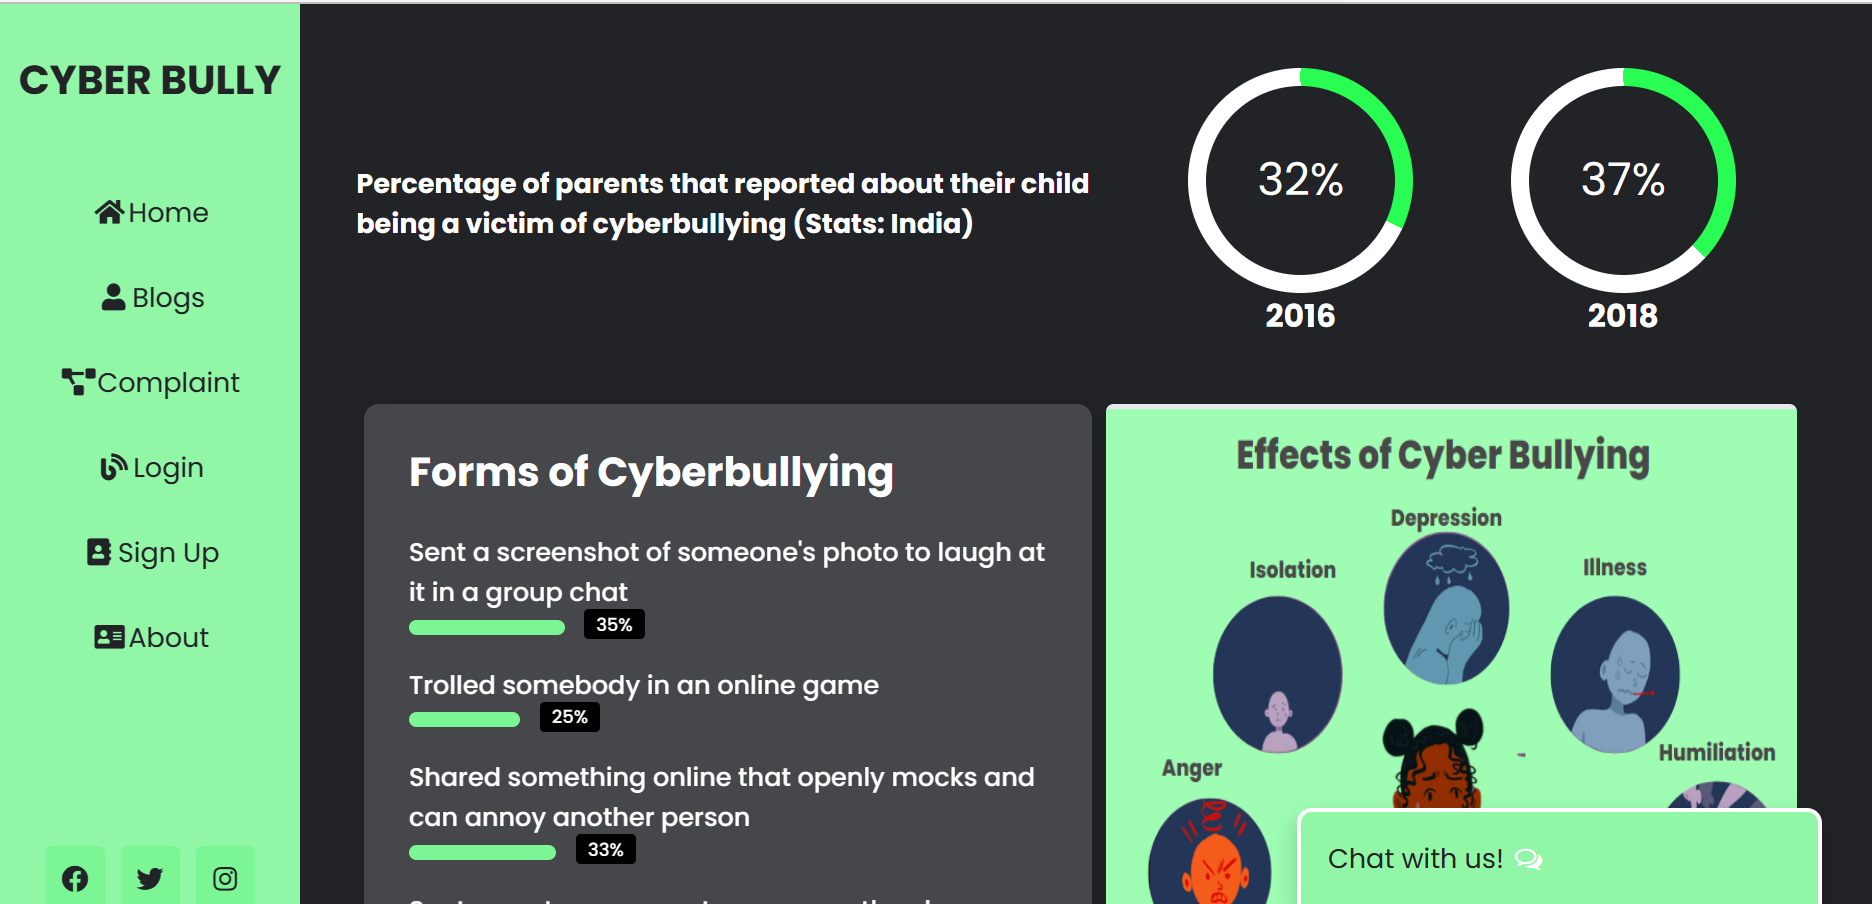 CYBER BULLY
Home
Blogs
Complaint
Login
Sign Up
About
Percentage of parents that reported about their child
being a victim of cyberbullying (Stats: India)
32%
2016
37%
2018
Forms of Cyberbullying
Sent a screenshot of someone's photo to laugh at
it in a group chat
35%
Trolled somebody in an online game
25%
Shared something online that openly mocks and
can annoy another person
33%
Effects of Cyber Bullying
Depression
Isolation
Illness
Anger
Humiliation
Chat with us!